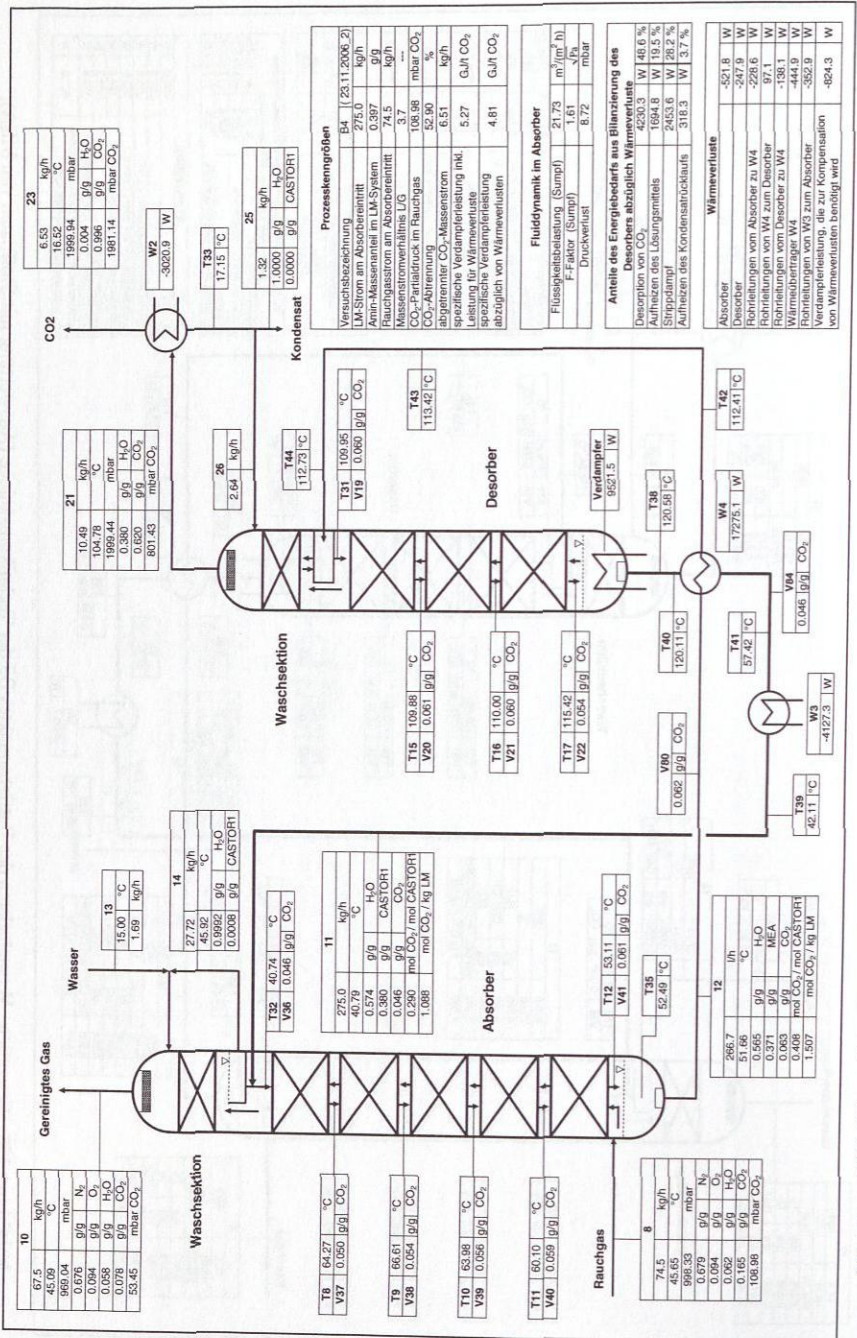 10
67.5 kg/h
45.09 °C
969.04 mbar
0.676 g/g N₂
0.094 g/g O₂
0.058 g/g H₂O
0.078 g/g CO₂
53.45 mbar CO₂
Gereinigtes Gas
Wasser
13
15.00 °C
1.69 kg/h
14
27.72 kg/h
45.92 °C
0.9992 g/g H₂O
0.0008 g/g CASTOR1
Waschsektion
T8 64.27 °C
V37 0.050 g/g CO₂
T9 66.61 °C
V38 0.054 g/g CO₂
T10 63.98 °C
V39 0.056 g/g CO₂
T11 60.10 °C
V40 0.059 g/g CO₂
T32 40.74 °C
V36 0.046 g/g CO₂
11
275.0 kg/h
40.79 °C
0.574 g/g H₂O
0.380 g/g CASTOR1
0.046 g/g CO₂
0.290 mol CO₂/ mol CASTOR1
1.088 mol CO₂/ kg LM
Absorber
T12 53.11 °C
V41 0.061 g/g CO₂
T35
52.49 °C
Rauchgas
8
74.5 kg/h
45.65 °C
998.33 mbar
0.679 g/g N₂
0.094 g/g O₂
0.062 g/g H₂O
0.165 g/g CO₂
108.98 mbar CO₂
12
266.7 l/h
51.66 °C
0.565 g/g H₂O
0.371 g/g MEA
0.063 g/g CO₂
0.408 mol CO₂/ mol CASTOR1
1.507 mol CO₂/ kg LM
21
10.49 kg/h
104.78 °C
1999.44 mbar
0.380 g/g H₂O
0.620 g/g CO₂
801.43 mbar CO₂
CO2
23
6.53 kg/h
16.52 °C
1999.94 mbar
0.004 g/g H₂O
0.996 g/g CO₂
1981.14 mbar CO₂
W2
-3020.9 W
T33
17.15 °C
25
1.32 kg/h
1.0000 g/g H₂O
0.0000 g/g CASTOR1
Kondensat
26
2.64 kg/h
Waschsektion
T44
112.73 °C
T31 109.95 °C
V19 0.060 g/g CO₂
T43
113.42 °C
T15 109.88 °C
V20 0.061 g/g CO₂
T16 110.00 °C
V21 0.060 g/g CO₂
T17 115.42 °C
V22 0.054 g/g CO₂
Desorber
Verdampfer
9521.5 W
T38
120.58 °C
T40
120.11 °C
W4
17275.1 W
T42
112.41 °C
V80
0.062 g/g CO₂
T41
57.42 °C
V84
0.046 g/g CO₂
W3
-4127.3 W
T39
42.11 °C
Prozesskenngrößen
Versuchsbezeichnung B4 ( 23.11.2006_2)
LM-Strom am Absorbereintritt 275.0 kg/h
Amin-Massenanteil im LM-System 0.397 g/g
Rauchgasstrom am Absorbereintritt 74.5 kg/h
Massenstromverhältnis L/G 3.7 ---
CO₂-Partialdruck im Rauchgas 108.98 mbar CO₂
CO₂-Abtrennung 52.90 %
abgetrennter CO₂-Massenstrom 6.51 kg/h
spezifische Verdampferleistung inkl.
Leistung für Wärmeverluste 5.27 GJ/t CO₂
spezifische Verdampferleistung
abzüglich von Wärmeverlusten 4.81 GJ/t CO₂
Fluiddynamik im Absorber
Flüssigkeitsbelastung (Sumpf) 21.73 m³/(m² h)
F-Faktor (Sumpf) 1.61 √Pa
Druckverlust 8.72 mbar
Anteile des Energiebedarfs aus Bilanzierung des
Desorbers abzüglich Wärmeverluste
Desorption von CO₂ 4230.3 W 48.6 %
Aufheizen des Lösungsmittels 1694.8 W 19.5 %
Strippdampf 2453.6 W 28.2 %
Aufheizen des Kondensatrücklaufs 318.3 W 3.7 %
Wärmeverluste
Absorber -521.8 W
Desorber -247.9 W
Rohrleitungen vom Absorber zu W4 -228.6 W
Rohrleitungen von W4 zum Desorber 97.1 W
Rohrleitungen vom Desorber zu W4 -138.1 W
Wärmeübertrager W4 -444.9 W
Rohrleitungen von W3 zum Absorber -352.9 W
Verdampferleistung, die zur Kompensation
von Wärmeverlusten benötigt wird -824.3 W